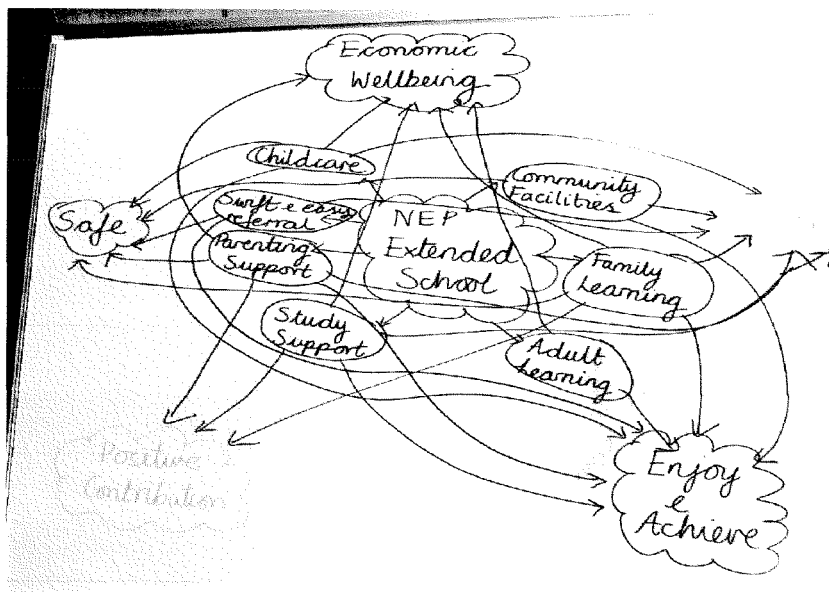 Economic
Wellbeing
Childcare
Community
Facilities
Swift e easy
referral
Safe
NEP
Extended
School
Parenting
Support
Family
Learning
Study
Support
Adult
Learning
Positive
Contribution
Enjoy
e
Achieve